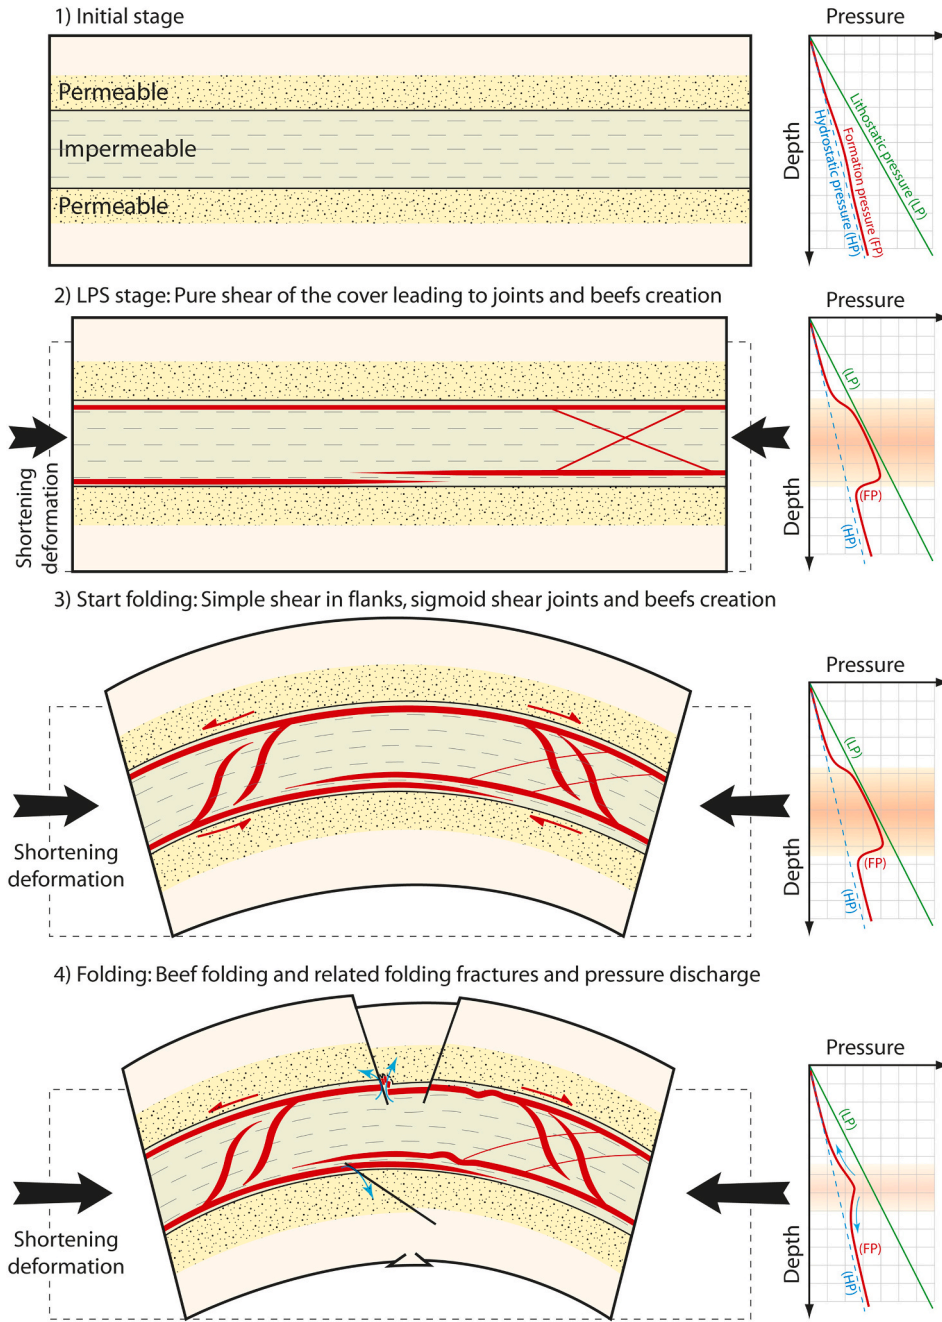 1) Initial stage
Pressure
Permeable
Impermeable
Permeable
Depth
Lithostatic pressure (LP)
Formation pressure (FP)
Hydrostatic pressure (HP)
2) LPS stage: Pure shear of the cover leading to joints and beefs creation
Pressure
Shortening
deformation
Depth
(LP)
(FP)
(HP)
3) Start folding: Simple shear in flanks, sigmoid shear joints and beefs creation
Pressure
Shortening
deformation
Depth
(LP)
(FP)
(HP)
4) Folding: Beef folding and related folding fractures and pressure discharge
Pressure
Shortening
deformation
Depth
(LP)
(FP)
(HP)